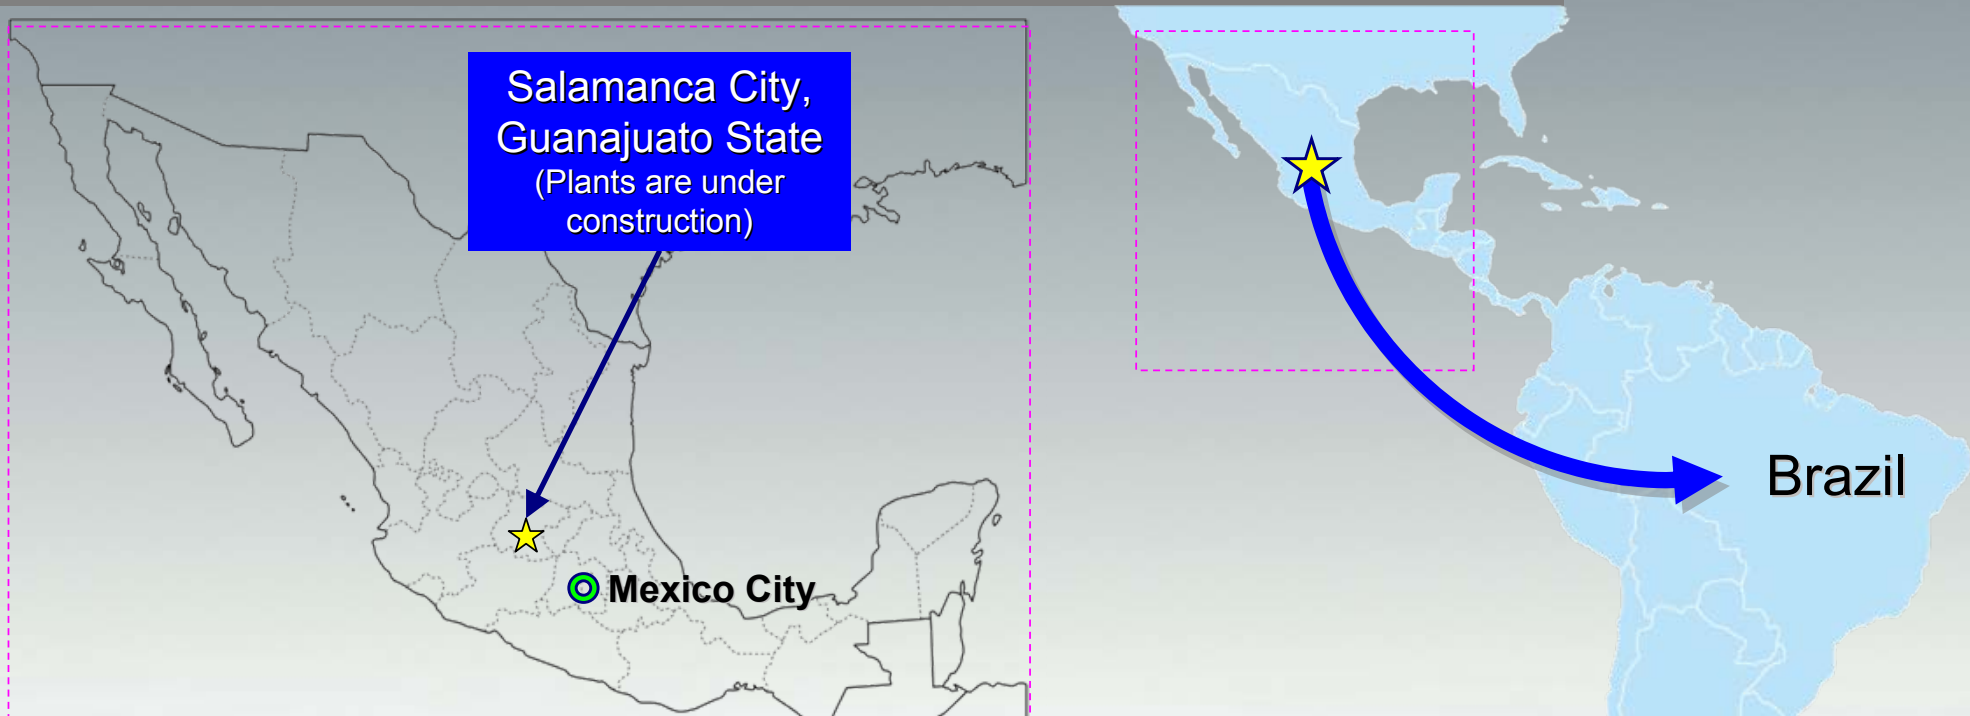 Salamanca City,
Guanajuato State
(Plants are under
construction)
Mexico City
Brazil